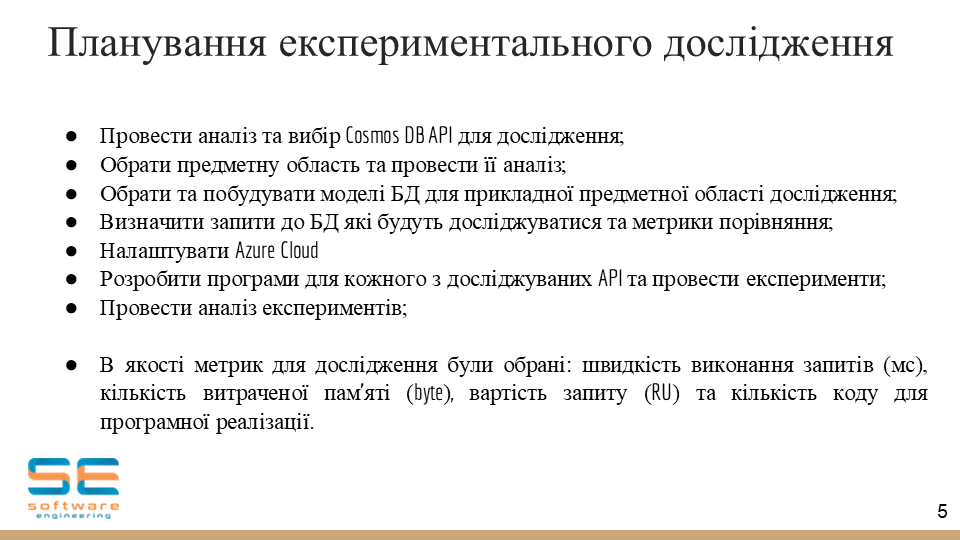 Планування експериментального дослідження
● Провести аналіз та вибір Cosmos DB API для дослідження;
● Обрати предметну область та провести її аналіз;
● Обрати та побудувати моделі БД для прикладної предметної області дослідження;
● Визначити запити до БД які будуть досліджуватися та метрики порівняння;
● Налаштувати Azure Cloud
● Розробити програми для кожного з досліджуваних API та провести експерименти;
● Провести аналіз експериментів;
● В якості метрик для дослідження були обрані: швидкість виконання запитів (мс),
кількість витраченої пам'яті (byte), вартість запиту (RU) та кількість коду для
програмної реалізації.
SE
software
engineering
5